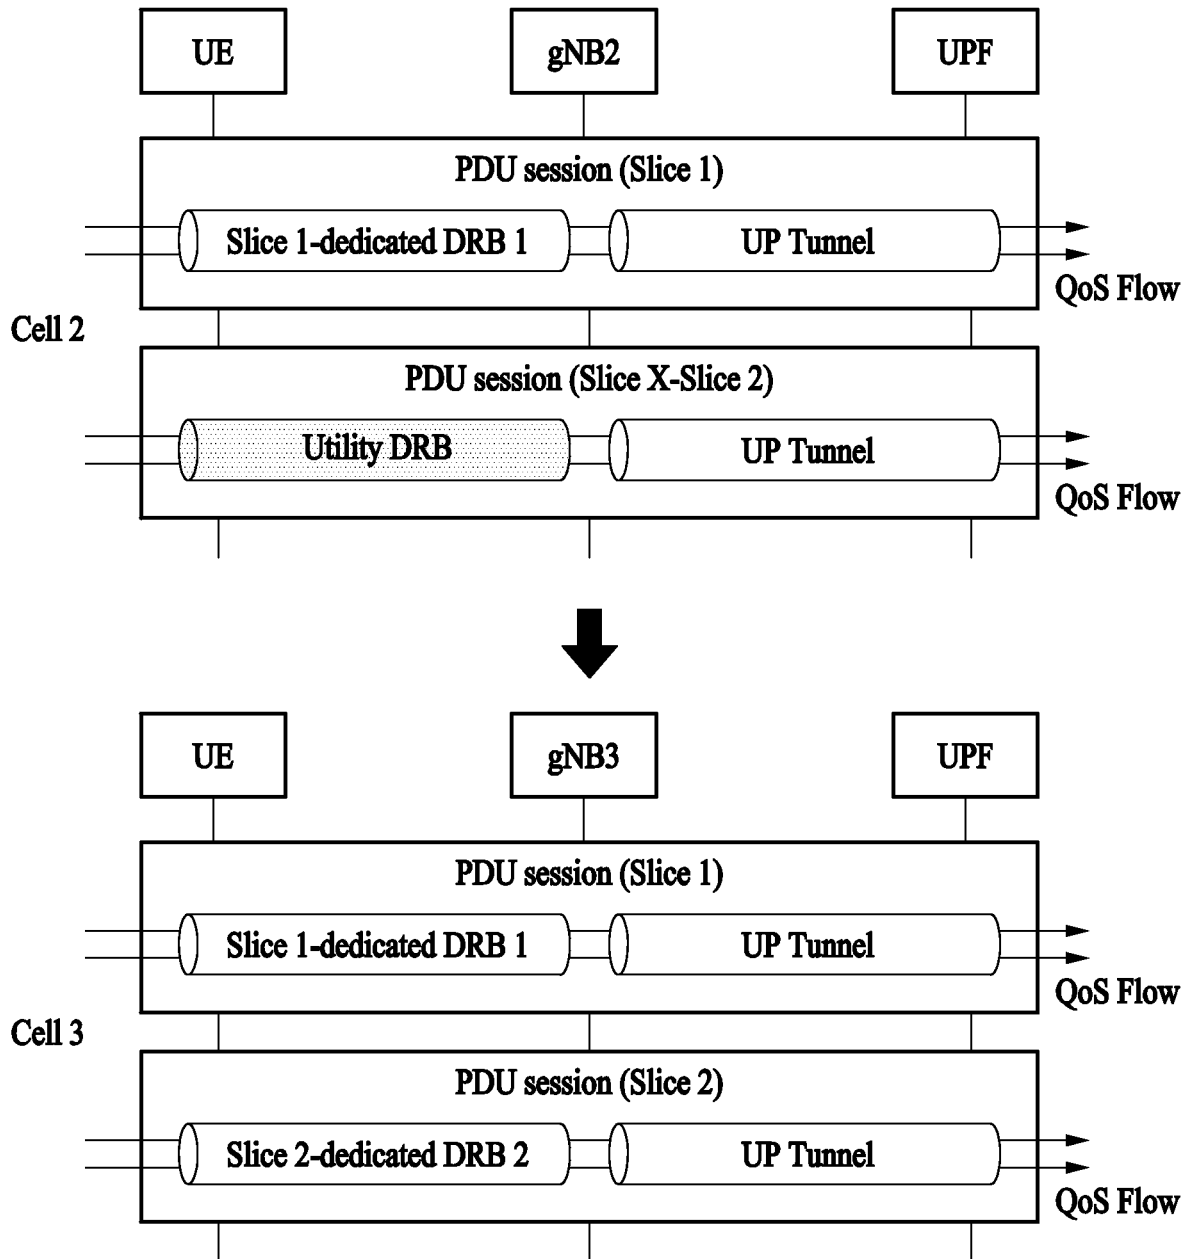 UE
gNB2
UPF
PDU session (Slice 1)
Slice 1-dedicated DRB 1
UP Tunnel
QoS Flow
Cell 2
PDU session (Slice X-Slice 2)
Utility DRB
UP Tunnel
QoS Flow
UE
gNB3
UPF
PDU session (Slice 1)
Slice 1-dedicated DRB 1
UP Tunnel
QoS Flow
Cell 3
PDU session (Slice 2)
Slice 2-dedicated DRB 2
UP Tunnel
QoS Flow